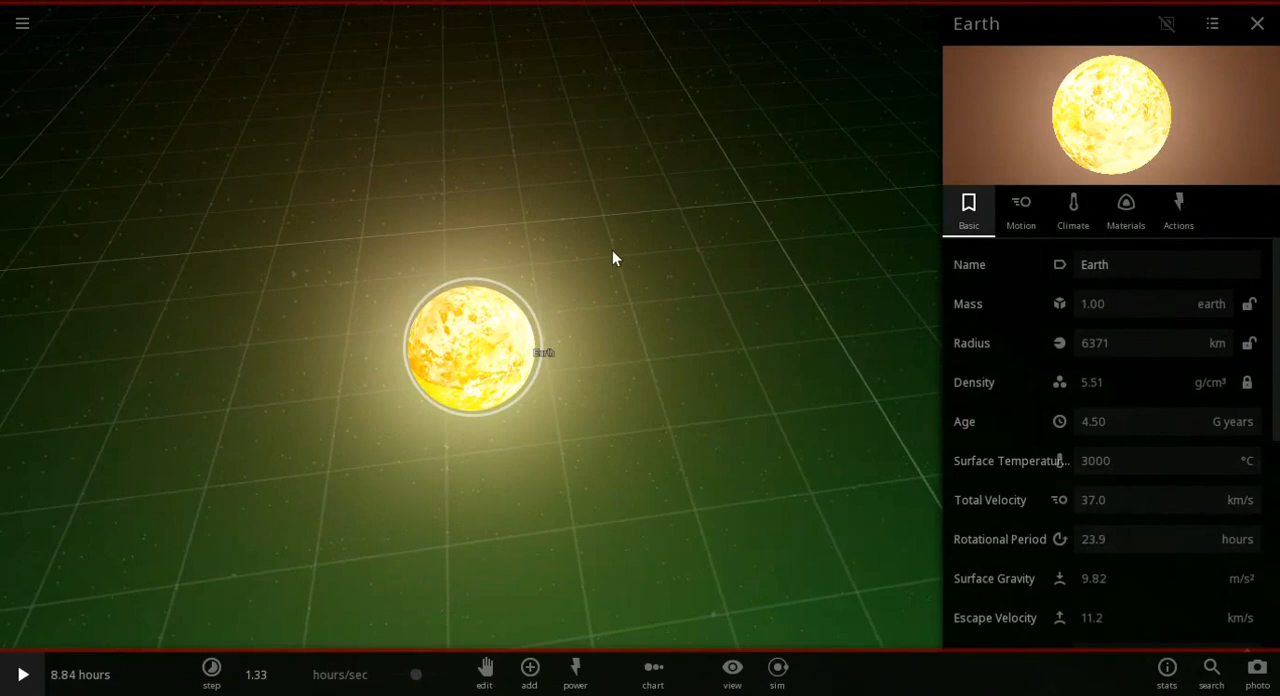 Earth
Basic
Motion
Climate
Materials
Actions
Name Earth
Mass 1.00 earth
Radius 6371 km
Density 5.51 g/cm³
Age 4.50 G years
Surface Temperatur... 3000 °C
Total Velocity 37.0 km/s
Rotational Period 23.9 hours
Surface Gravity 9.82 m/s²
Escape Velocity 11.2 km/s
Earth
8.84 hours
step
1.33 hours/sec
edit
add
power
chart
view
sim
stats
search
photo